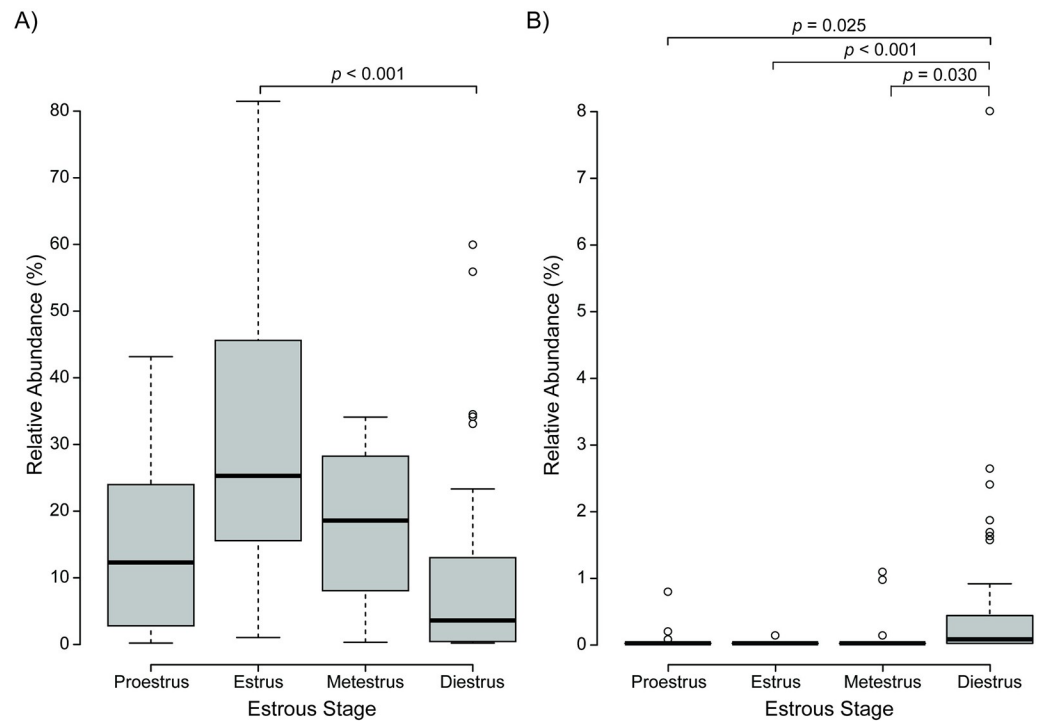 A)
p < 0.001
Relative Abundance (%)
80
70
60
50
40
30
20
10
0
Proestrus Estrus Metestrus Diestrus
Estrous Stage
B)
p = 0.025
p < 0.001
p = 0.030
Relative Abundance (%)
8
7
6
5
4
3
2
1
0
Proestrus Estrus Metestrus Diestrus
Estrous Stage